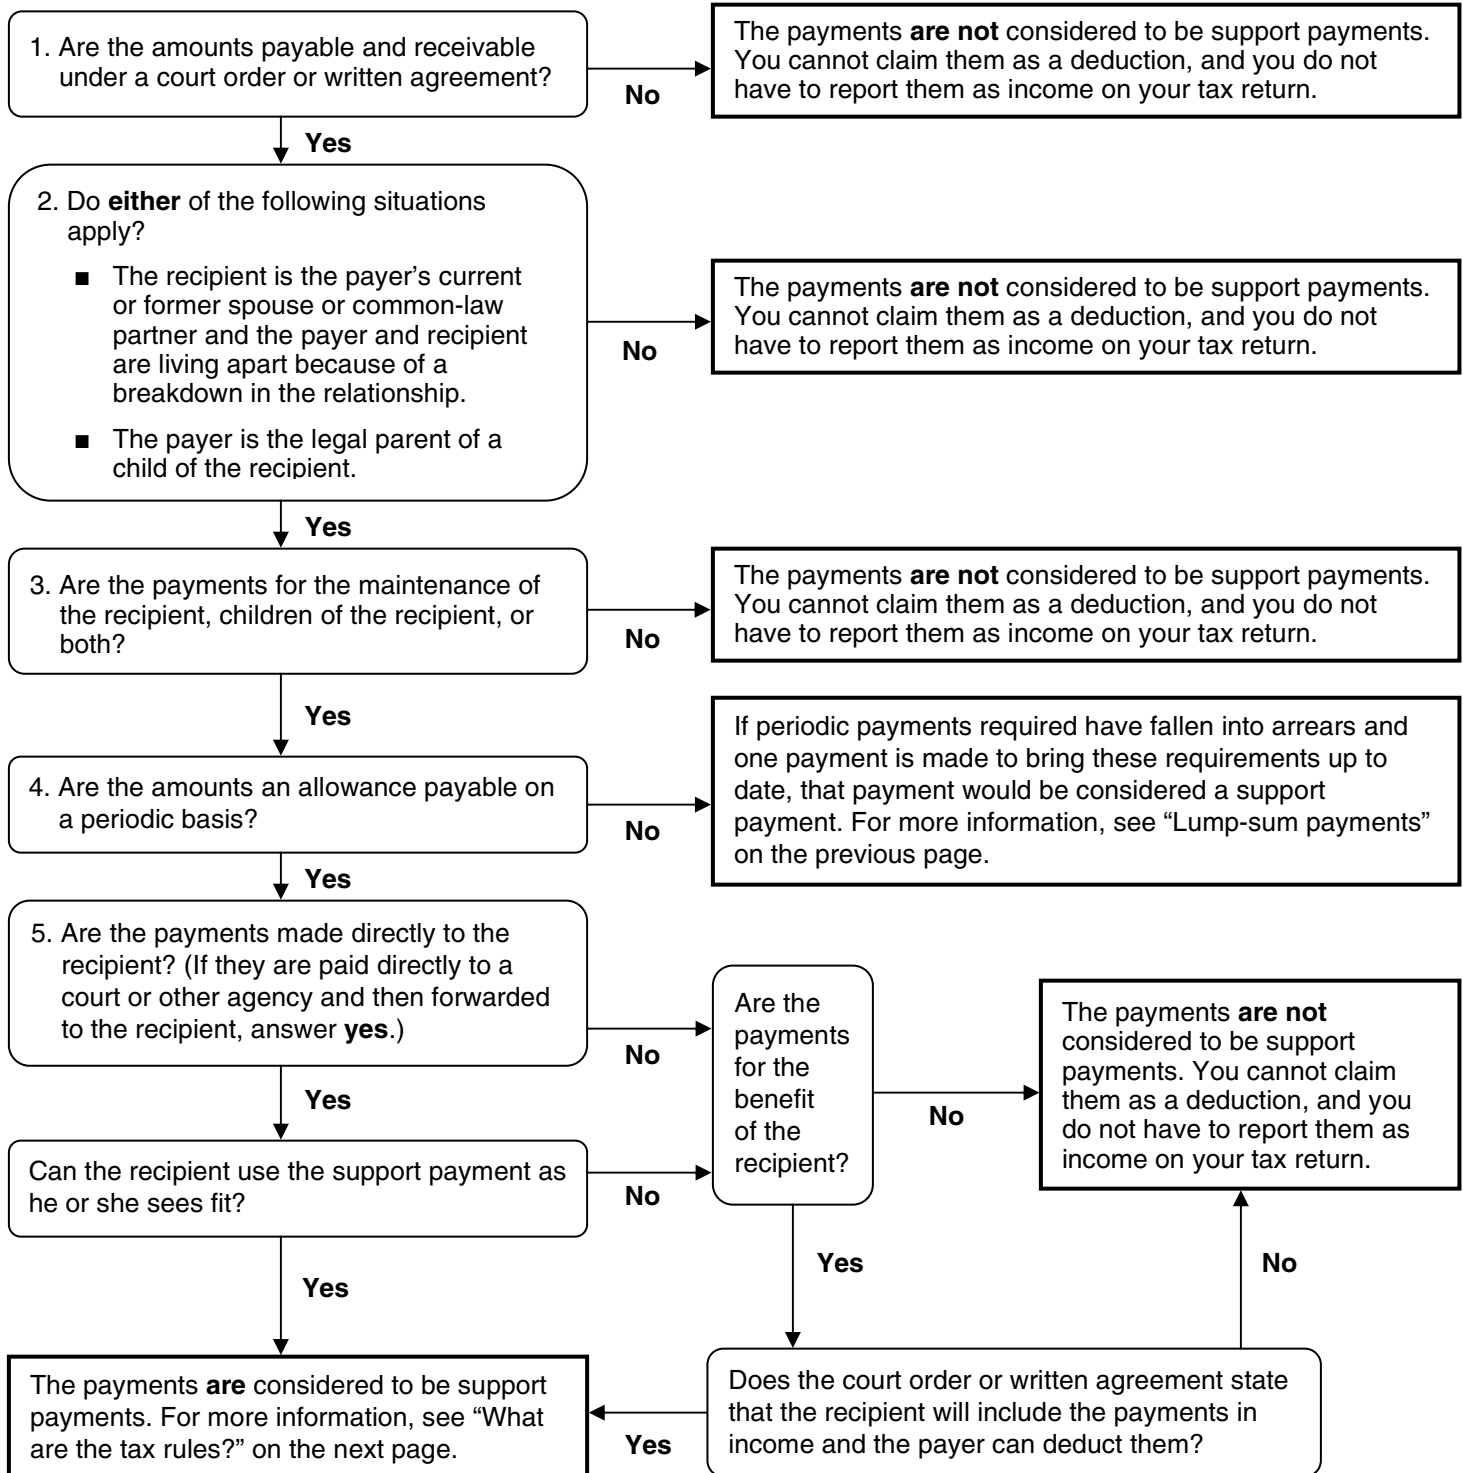 1. Are the amounts payable and receivable
under a court order or written agreement?
No
The payments are not considered to be support payments.
You cannot claim them as a deduction, and you do not
have to report them as income on your tax return.
Yes
2. Do either of the following situations
apply?
■ The recipient is the payer's current
or former spouse or common-law
partner and the payer and recipient
are living apart because of a
breakdown in the relationship.
■ The payer is the legal parent of a
child of the recipient.
No
The payments are not considered to be support payments.
You cannot claim them as a deduction, and you do not
have to report them as income on your tax return.
Yes
3. Are the payments for the maintenance of
the recipient, children of the recipient, or
both?
No
The payments are not considered to be support payments.
You cannot claim them as a deduction, and you do not
have to report them as income on your tax return.
Yes
4. Are the amounts an allowance payable on
a periodic basis?
No
If periodic payments required have fallen into arrears and
one payment is made to bring these requirements up to
date, that payment would be considered a support
payment. For more information, see “Lump-sum payments”
on the previous page.
Yes
5. Are the payments made directly to the
recipient? (If they are paid directly to a
court or other agency and then forwarded
to the recipient, answer yes.)
No
Yes
Can the recipient use the support payment as
he or she sees fit?
No
Are the
payments
for the
benefit
of the
recipient?
No
The payments are not
considered to be support
payments. You cannot claim
them as a deduction, and you
do not have to report them as
income on your tax return.
Yes
Yes
No
The payments are considered to be support
payments. For more information, see “What
are the tax rules?” on the next page.
Yes
Does the court order or written agreement state
that the recipient will include the payments in
income and the payer can deduct them?